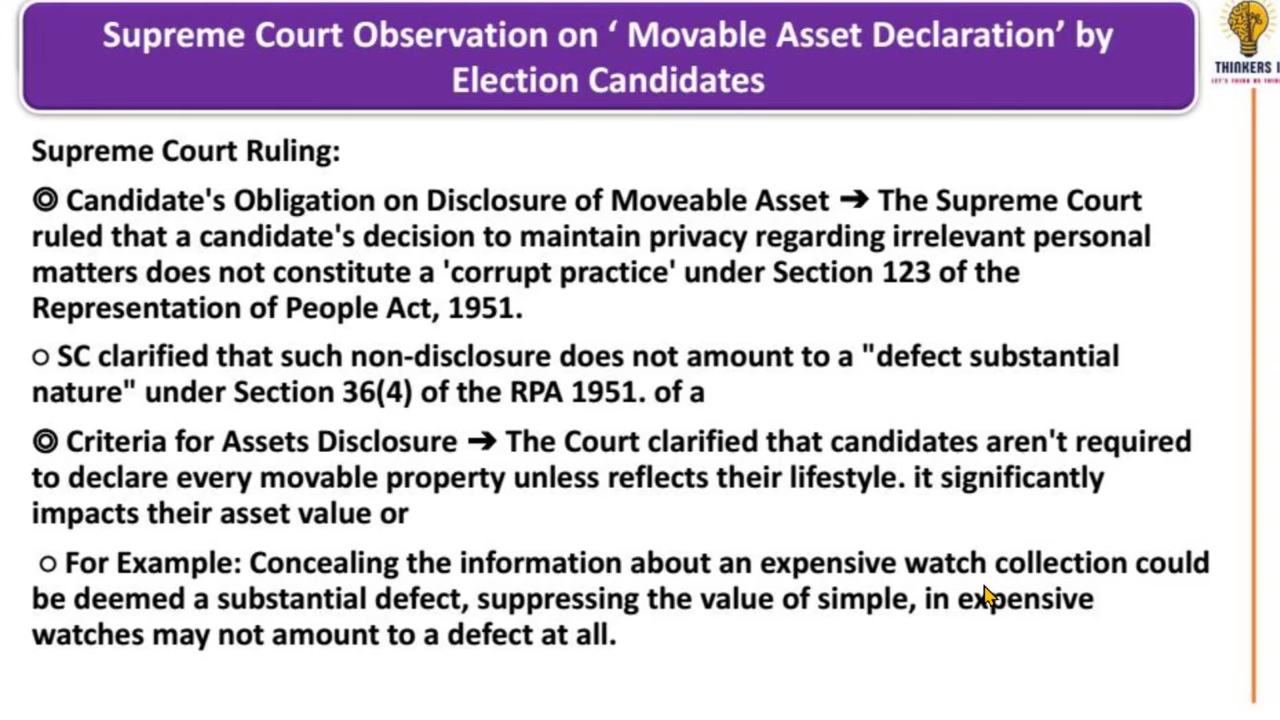 Supreme Court Observation on ‘ Movable Asset Declaration’ by
Election Candidates
THINKERS I
LET'S THINK BE THIN
Supreme Court Ruling:
◎ Candidate's Obligation on Disclosure of Moveable Asset ➔ The Supreme Court
ruled that a candidate's decision to maintain privacy regarding irrelevant personal
matters does not constitute a 'corrupt practice' under Section 123 of the
Representation of People Act, 1951.
○ SC clarified that such non-disclosure does not amount to a "defect substantial
nature" under Section 36(4) of the RPA 1951. of a
◎ Criteria for Assets Disclosure ➔ The Court clarified that candidates aren't required
to declare every movable property unless reflects their lifestyle. it significantly
impacts their asset value or
○ For Example: Concealing the information about an expensive watch collection could
be deemed a substantial defect, suppressing the value of simple, in expensive
watches may not amount to a defect at all.